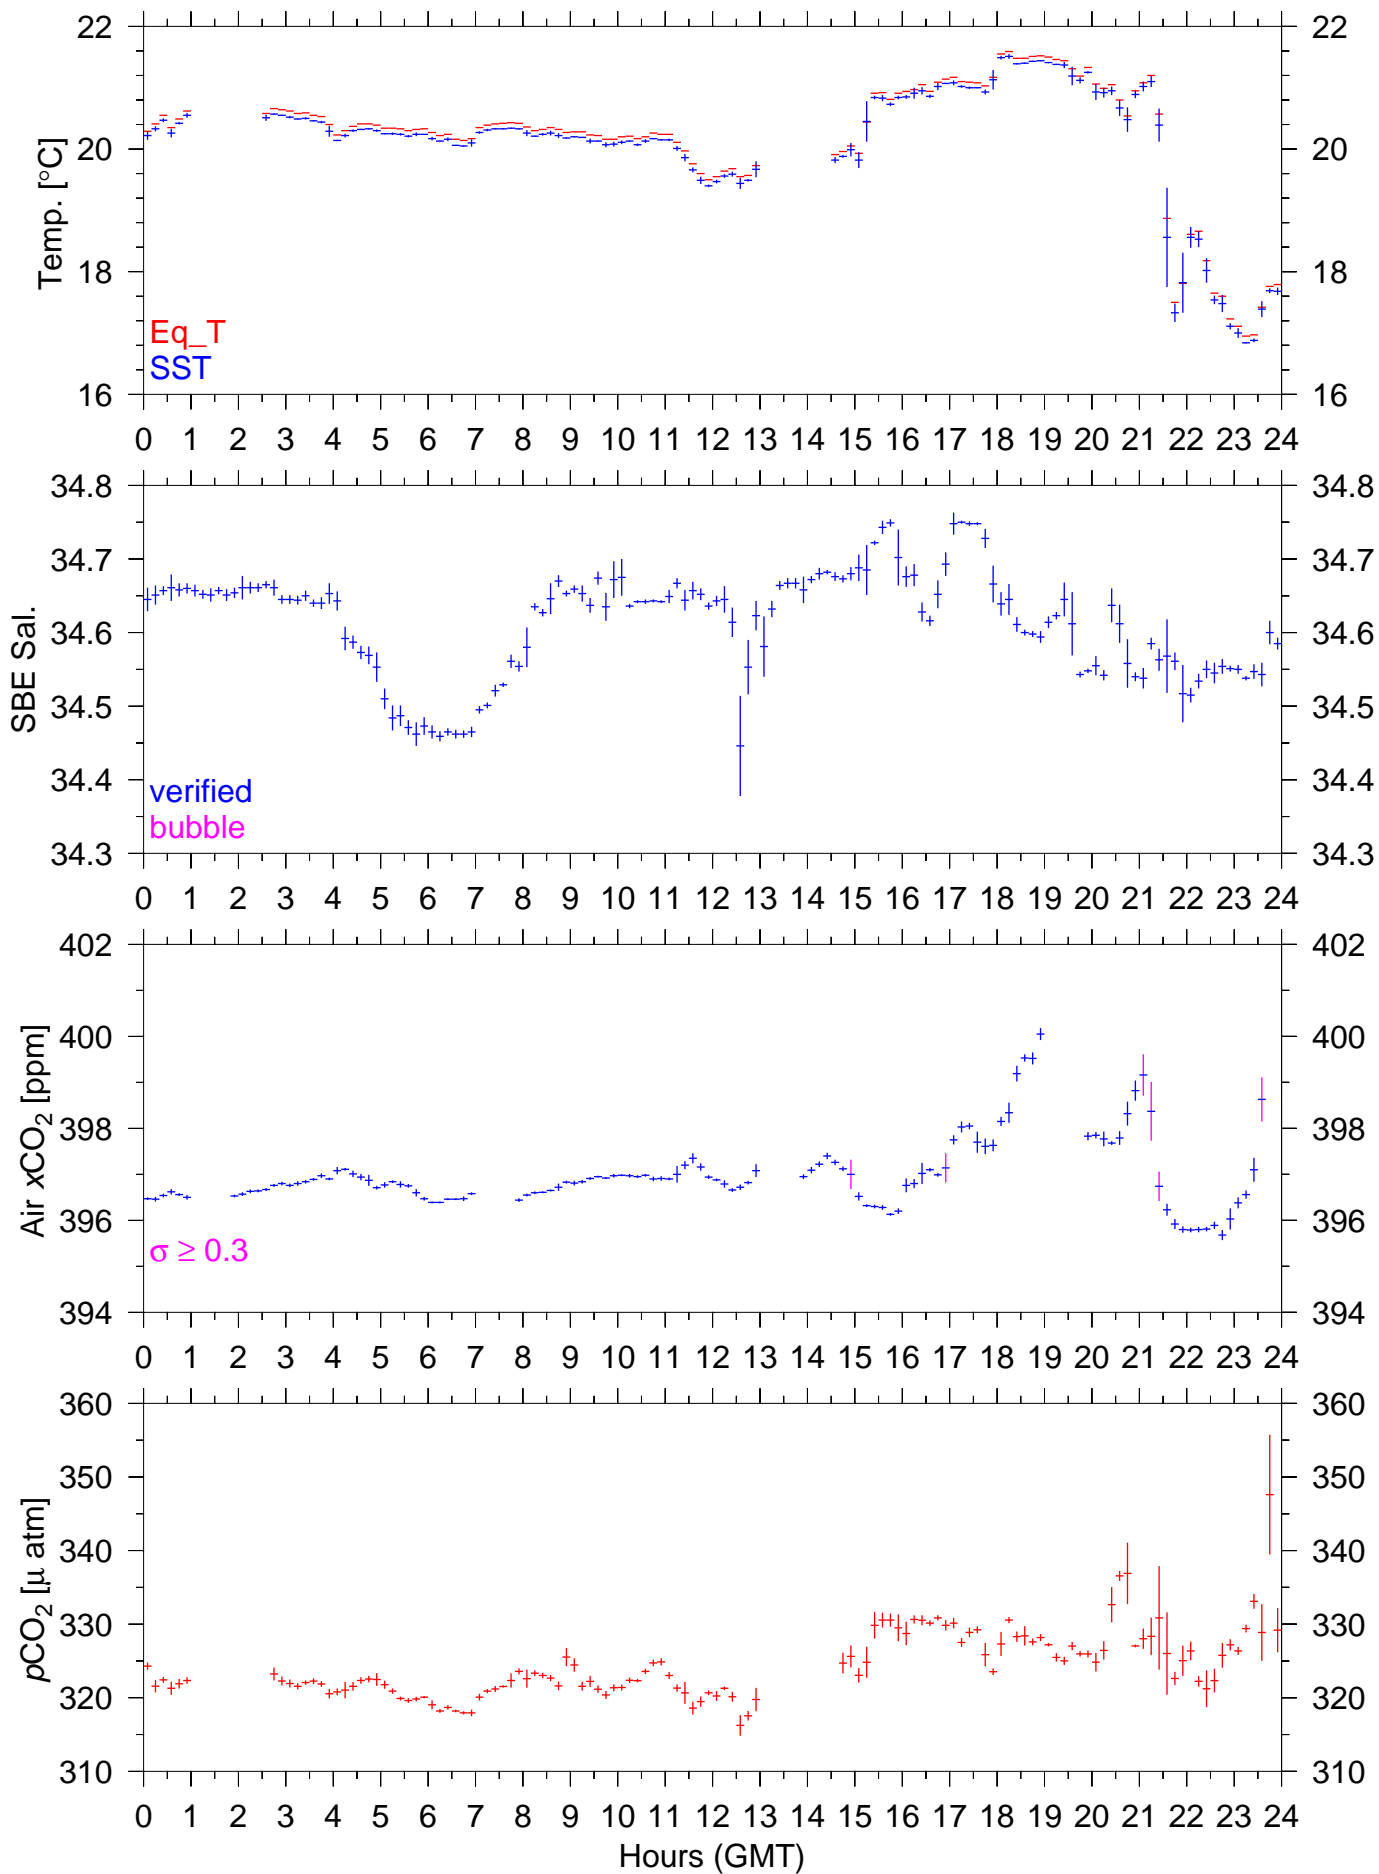 22 22
20 20
18 18
16 16
Temp. [°C]
Eq_T
SST
0 1 2 3 4 5 6 7 8 9 10 11 12 13 14 15 16 17 18 19 20 21 22 23 24
34.8 34.8
34.7 34.7
34.6 34.6
34.5 34.5
34.4 34.4
34.3 34.3
SBE Sal.
verified
bubble
0 1 2 3 4 5 6 7 8 9 10 11 12 13 14 15 16 17 18 19 20 21 22 23 24
402 402
400 400
398 398
396 396
394 394
Air xCO₂ [ppm]
σ ≥ 0.3
0 1 2 3 4 5 6 7 8 9 10 11 12 13 14 15 16 17 18 19 20 21 22 23 24
360 360
350 350
340 340
330 330
320 320
310 310
pCO₂ [μ atm]
0 1 2 3 4 5 6 7 8 9 10 11 12 13 14 15 16 17 18 19 20 21 22 23 24
Hours (GMT)